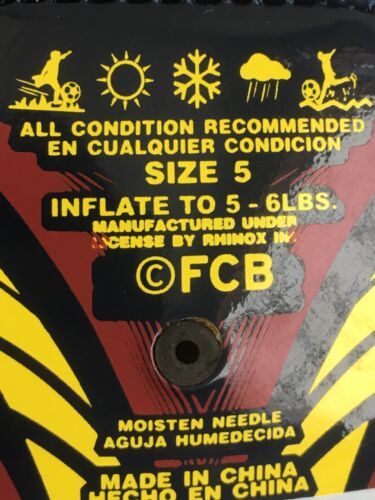 ALL CONDITION RECOMMENDED
EN CUALQUIER CONDICION
SIZE 5
INFLATE TO 5 - 6LBS.
MANUFACTURED UNDER
LICENSE BY RHINOX IN
©FCB
MOISTEN NEEDLE
AGUJA HUMEDECIDA
MADE IN CHINA
HECHO EN CHINA